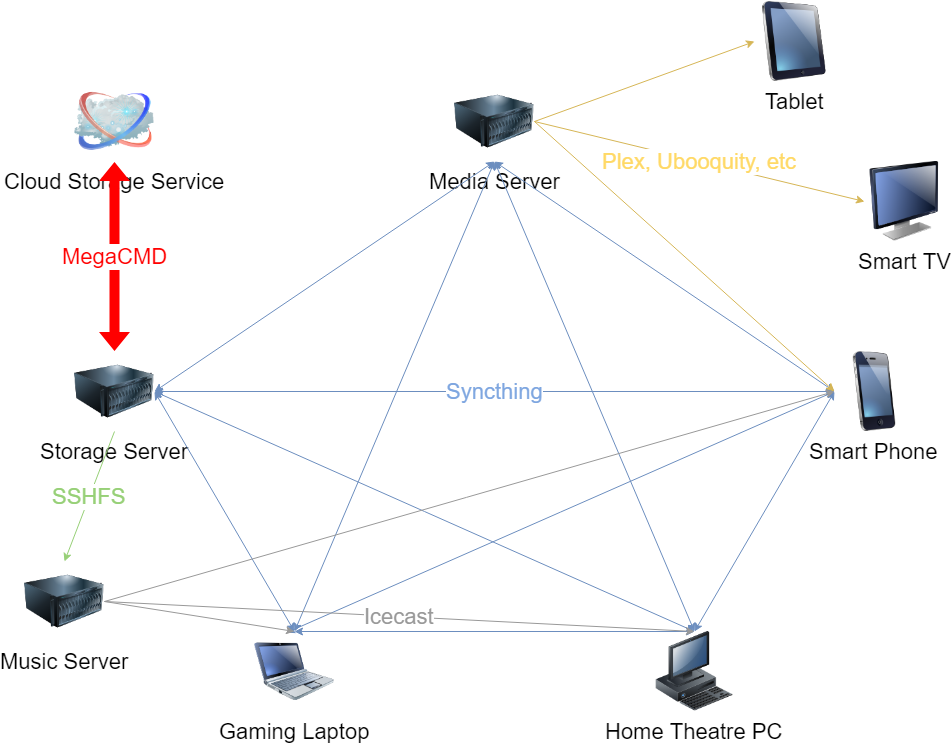 Tablet
Cloud Storage Service
Media Server
Plex, Ubooquity, etc
MegaCMD
Smart TV
Syncthing
Storage Server
Smart Phone
SSHFS
Icecast
Music Server
Gaming Laptop
Home Theatre PC